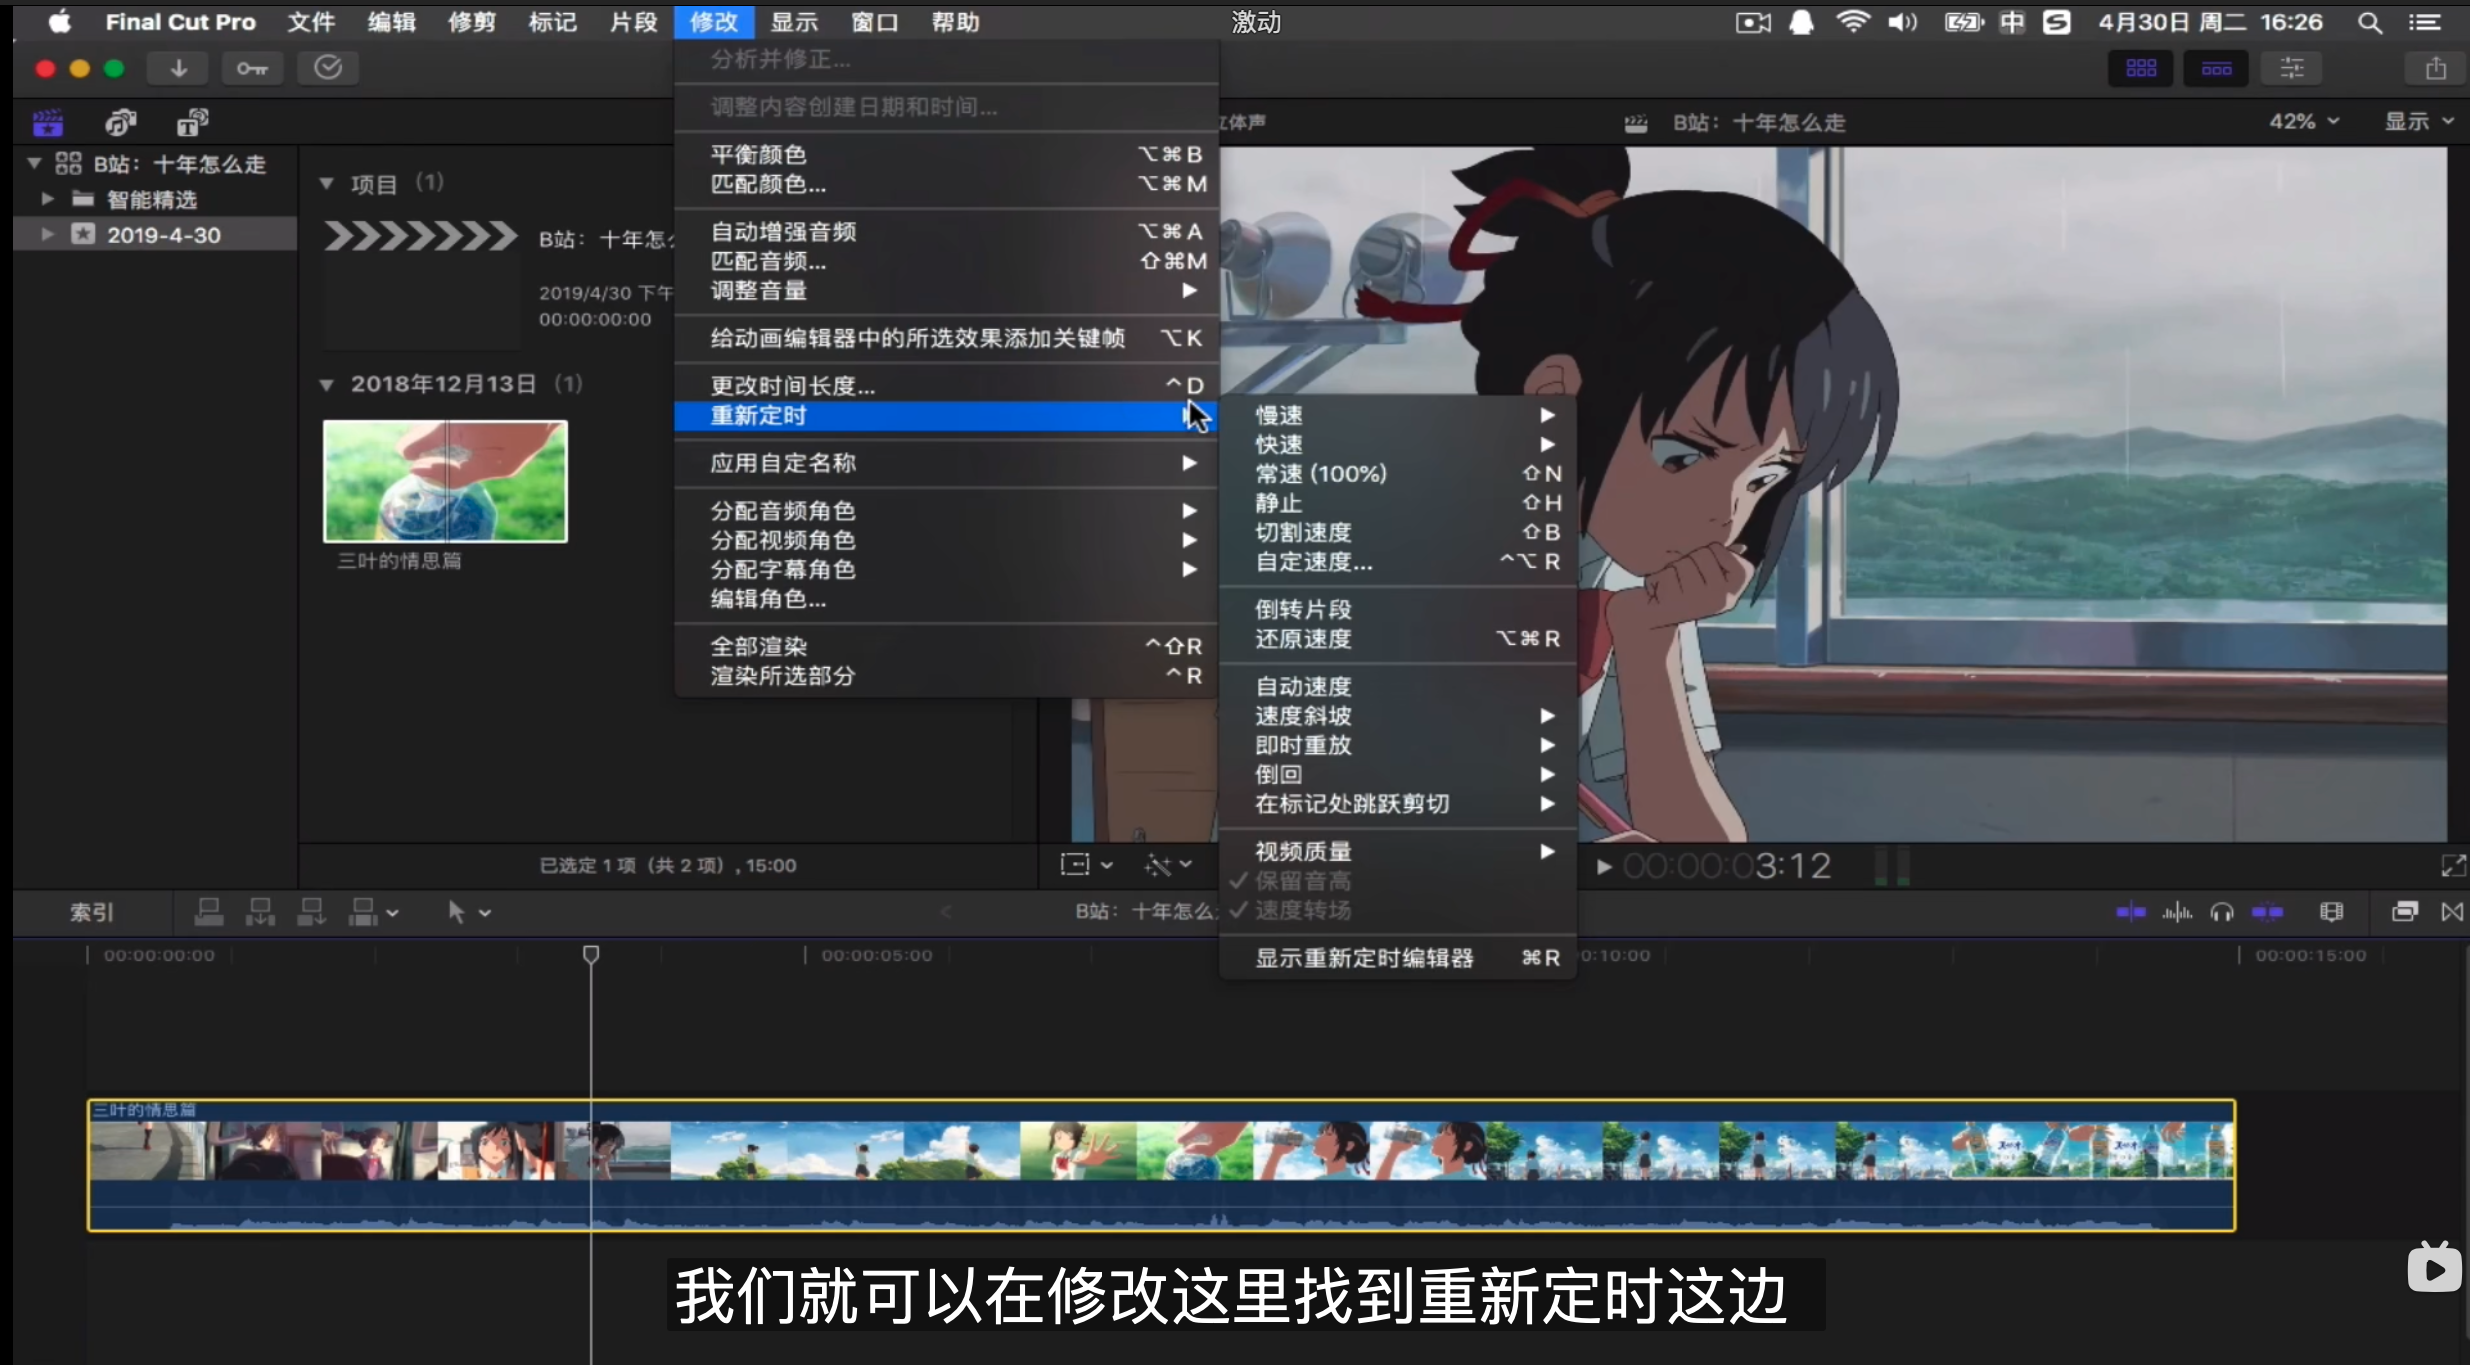 Final Cut Pro 文件 编辑 修剪 标记 片段 修改 显示 窗口 帮助 激动 中 4月30日 周二 16:26
立体声 B站：十年怎么走 42% 显示
B站：十年怎么走
智能精选
2019-4-30
项目 (1)
B站：十年怎
2019/4/30 下午
00:00:00:00
2018年12月13日 (1)
三叶的情思篇
已选定 1 项（共 2 项）, 15:00
分析并修正...
调整内容创建日期和时间...
平衡颜色 ⌥⌘B
匹配颜色... ⌥⌘M
自动增强音频 ⌥⌘A
匹配音频... ⇧⌘M
调整音量
给动画编辑器中的所选效果添加关键帧 ⌥K
更改时间长度... ^D
重新定时
应用自定名称
分配音频角色
分配视频角色
分配字幕角色
编辑角色...
全部渲染 ^⇧R
渲染所选部分 ^R
慢速
快速
常速 (100%) ⇧N
静止 ⇧H
切割速度 ⇧B
自定速度... ^⌥R
倒转片段
还原速度 ⌥⌘R
自动速度
速度斜坡
即时重放
倒回
在标记处跳跃剪切
视频质量
✓ 保留音高
✓ 速度转场
显示重新定时编辑器 ⌘R
00:00:03:12
索引 B站：十年怎么
00:00:00:00 00:00:05:00 0:10:00 00:00:15:00
三叶的情思篇
我们就可以在修改这里找到重新定时这边